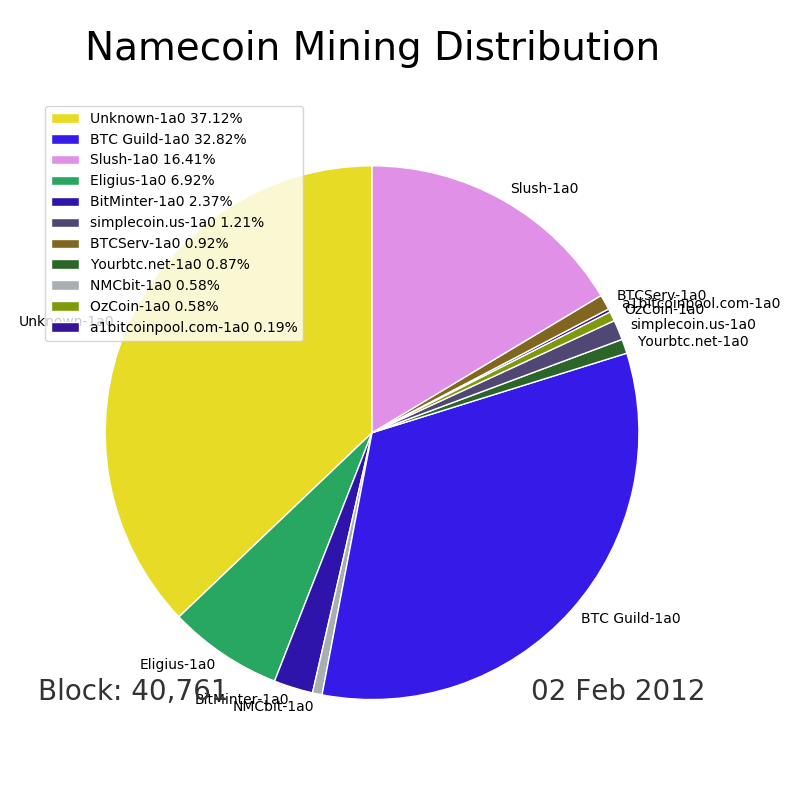 Namecoin Mining Distribution
Unknown-1a0 37.12%
BTC Guild-1a0 32.82%
Slush-1a0 16.41%
Eligius-1a0 6.92%
BitMinter-1a0 2.37%
simplecoin.us-1a0 1.21%
BTCServ-1a0 0.92%
Yourbtc.net-1a0 0.87%
NMCbit-1a0 0.58%
OzCoin-1a0 0.58%
a1bitcoinpool.com-1a0 0.19%
Slush-1a0
BTCServ-1a0
a1bitcoinpool.com-1a0
OzCoin-1a0
simplecoin.us-1a0
Yourbtc.net-1a0
Unknown-1a0
BTC Guild-1a0
Eligius-1a0
BitMinter-1a0
NMCbit-1a0
Block: 40,761
02 Feb 2012